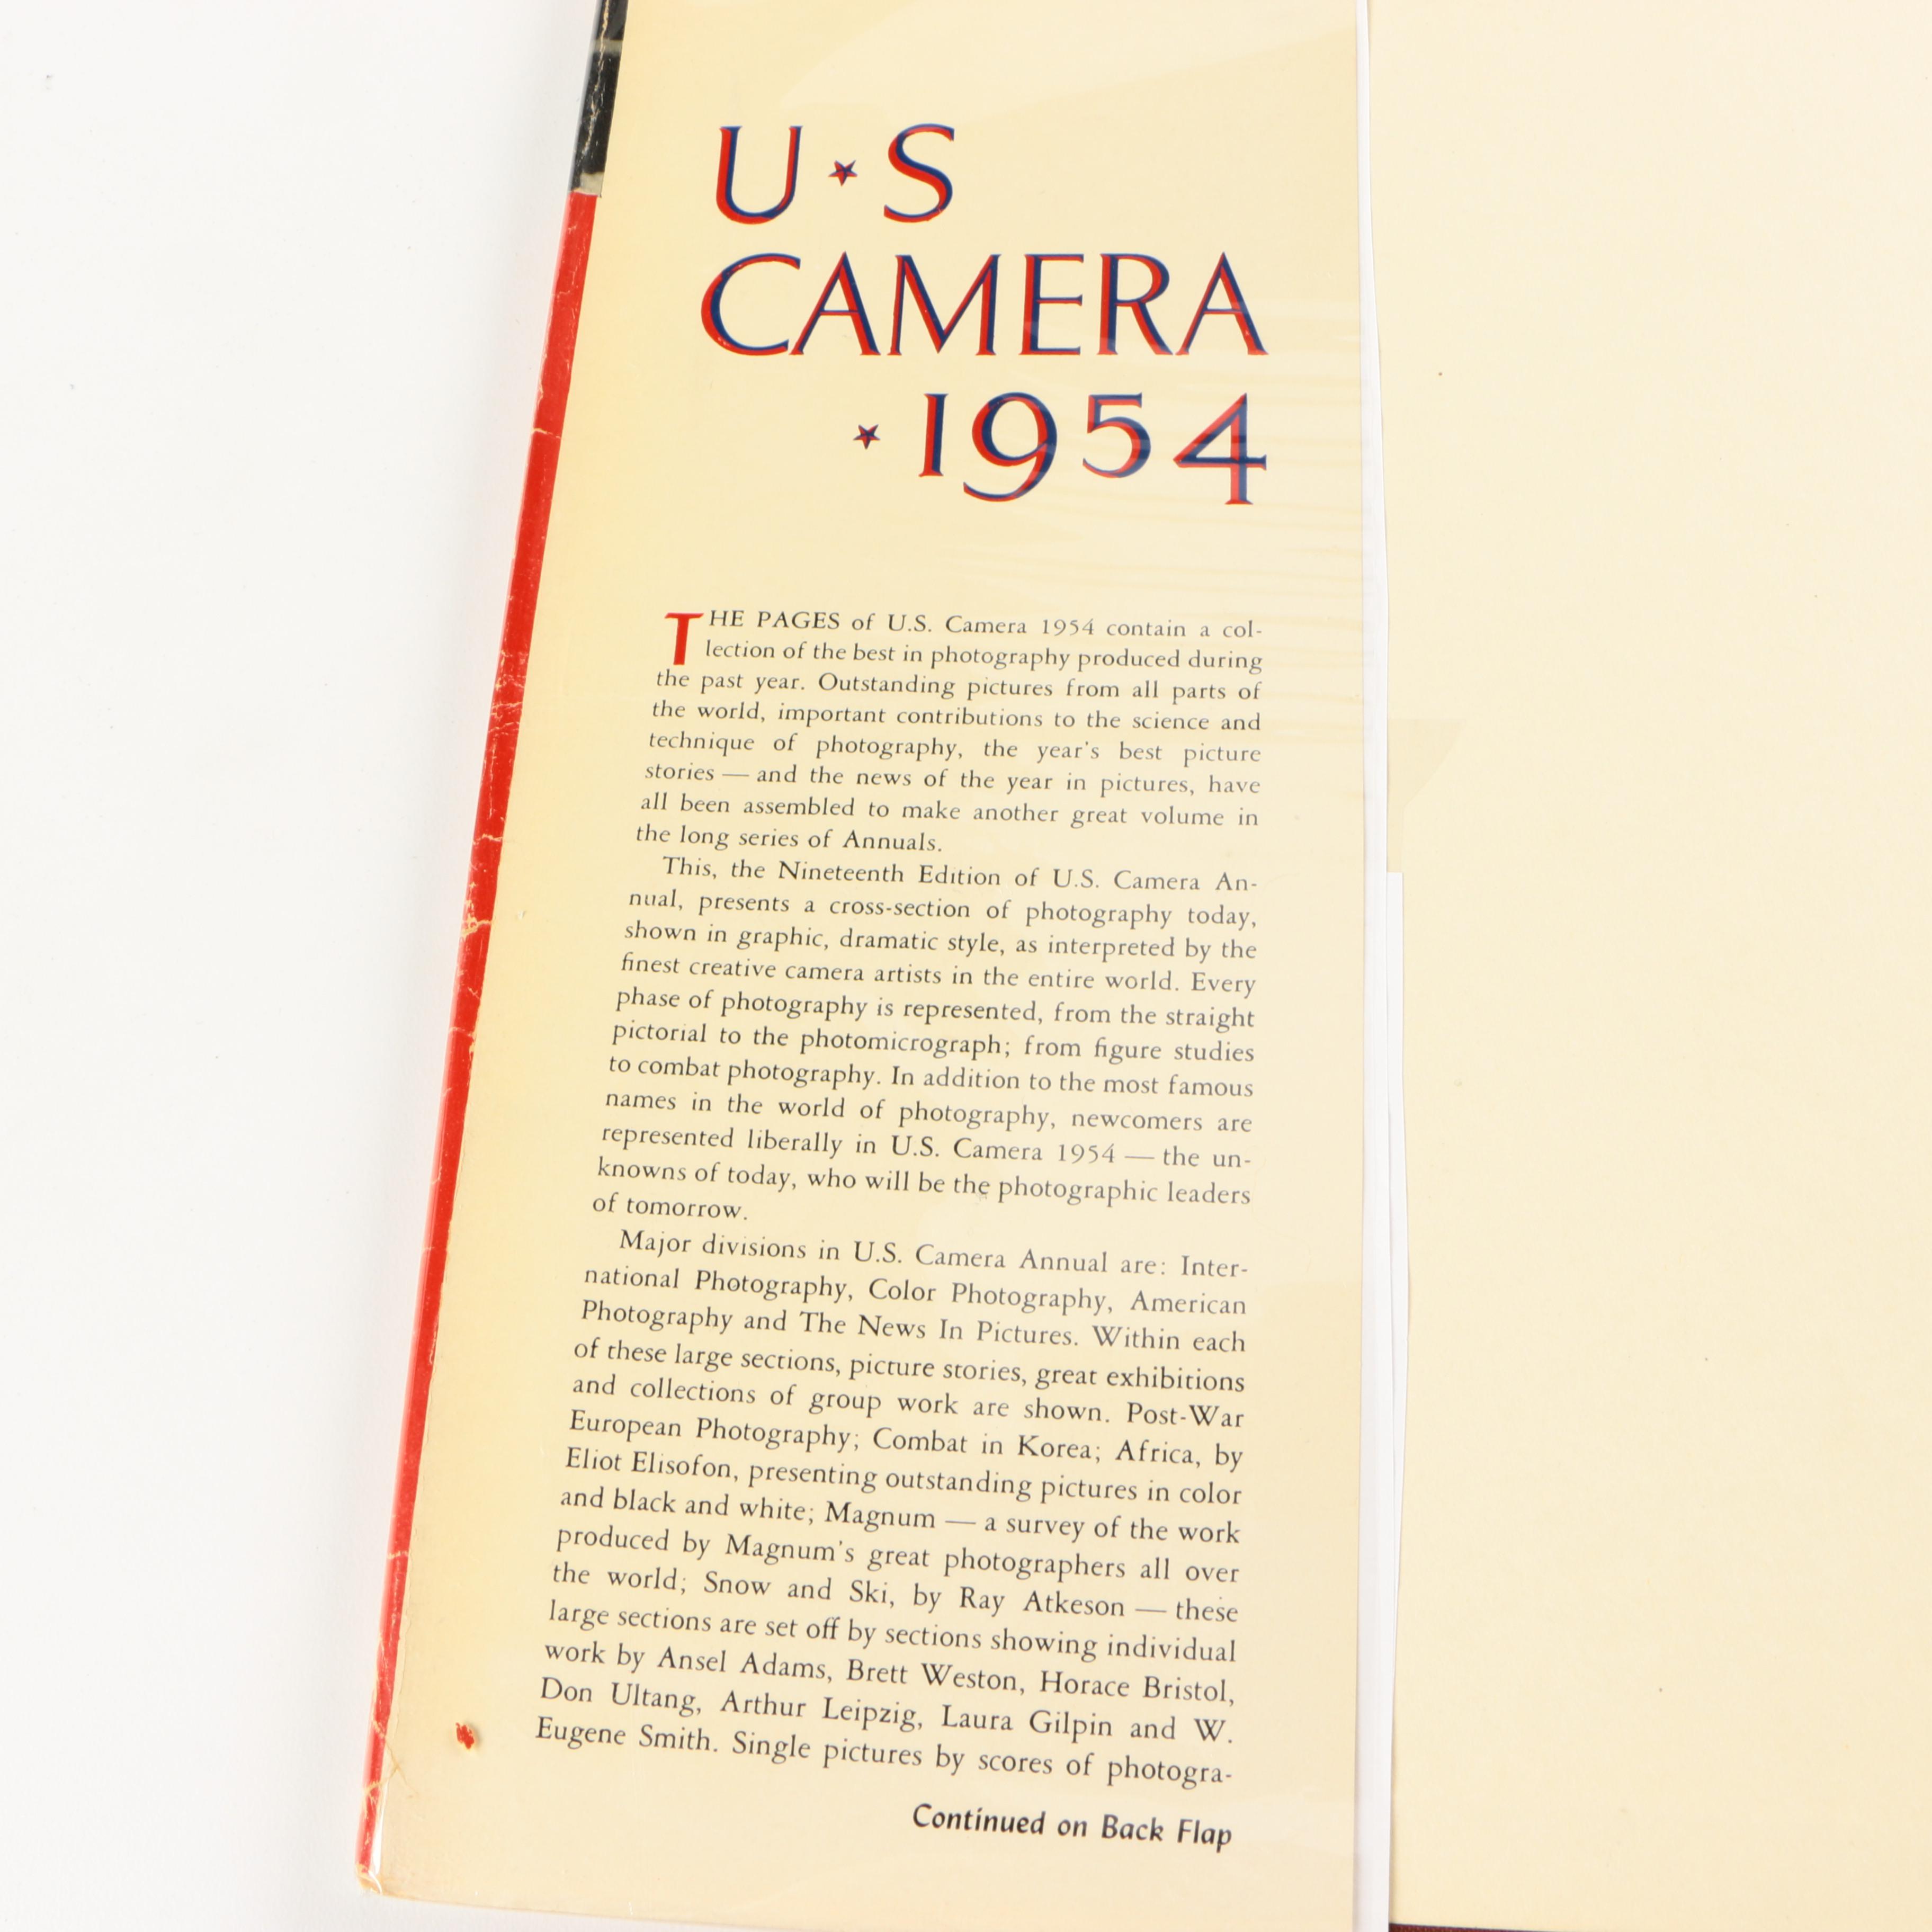 U★S
CAMERA
★1954
THE PAGES of U.S. Camera 1954 contain a col-
lection of the best in photography produced during
the past year. Outstanding pictures from all parts of
the world, important contributions to the science and
technique of photography, the year's best picture
stories — and the news of the year in pictures, have
all been assembled to make another great volume in
the long series of Annuals.
This, the Nineteenth Edition of U.S. Camera An-
nual, presents a cross-section of photography today,
shown in graphic, dramatic style, as interpreted by the
finest creative camera artists in the entire world. Every
phase of photography is represented, from the straight
pictorial to the photomicrograph; from figure studies
to combat photography. In addition to the most famous
names in the world of photography, newcomers are
represented liberally in U.S. Camera 1954 — the un-
knowns of today, who will be the photographic leaders
of tomorrow.
Major divisions in U.S. Camera Annual are: Inter-
national Photography, Color Photography, American
Photography and The News In Pictures. Within each
of these large sections, picture stories, great exhibitions
and collections of group work are shown. Post-War
European Photography; Combat in Korea; Africa, by
Eliot Elisofon, presenting outstanding pictures in color
and black and white; Magnum — a survey of the work
produced by Magnum's great photographers all over
the world; Snow and Ski, by Ray Atkeson — these
large sections are set off by sections showing individual
work by Ansel Adams, Brett Weston, Horace Bristol,
Don Ultang, Arthur Leipzig, Laura Gilpin and W.
Eugene Smith. Single pictures by scores of photogra-
Continued on Back Flap